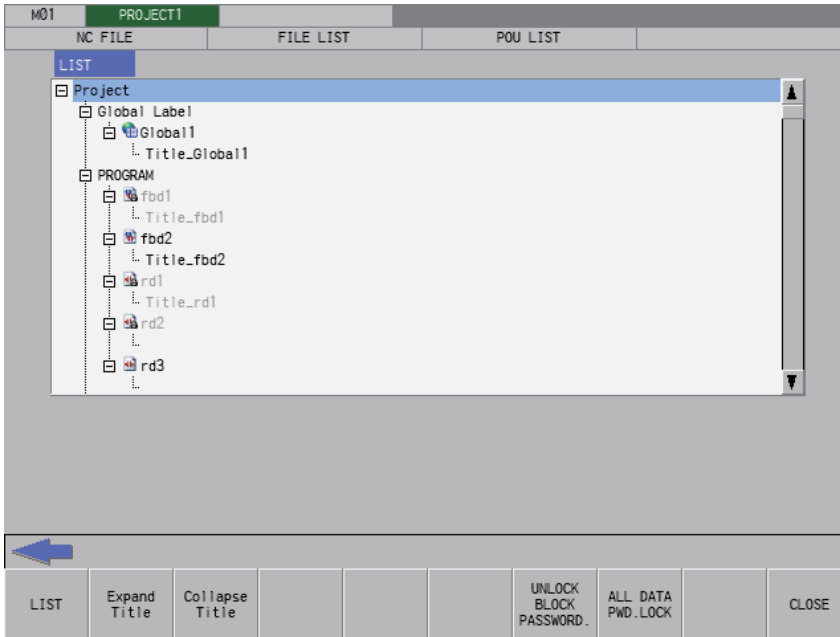 MØ1 PROJECT1
NC FILE FILE LIST POU LIST
LIST
Project
Global Label
Global1
Title_Global1
PROGRAM
fbd1
Title_fbd1
fbd2
Title_fbd2
rd1
Title_rd1
rd2
rd3
LIST Expand Title Collapse Title UNLOCK BLOCK PASSWORD. ALL DATA PWD.LOCK CLOSE